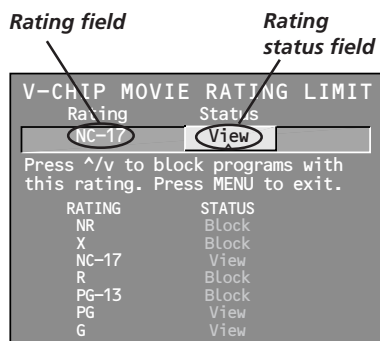 Rating field
Rating
status field
V-CHIP MOVIE RATING LIMIT
Rating Status
NC-17 View
Press ^/v to block programs with
this rating. Press MENU to exit.
RATING STATUS
NR Block
X Block
NC-17 View
R Block
PG-13 Block
PG View
G View